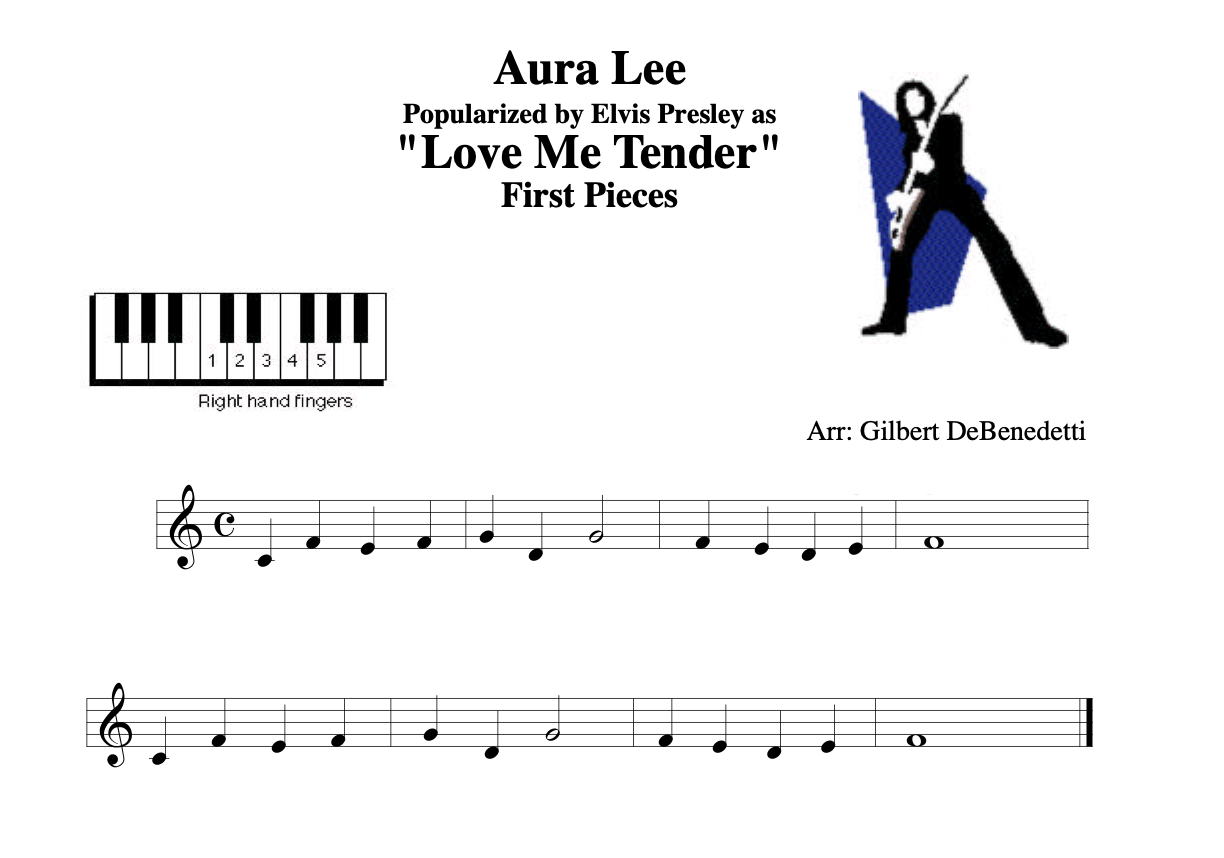 Aura Lee
Popularized by Elvis Presley as
"Love Me Tender"
First Pieces
1 2 3 4 5
Right hand fingers
Arr: Gilbert DeBenedetti